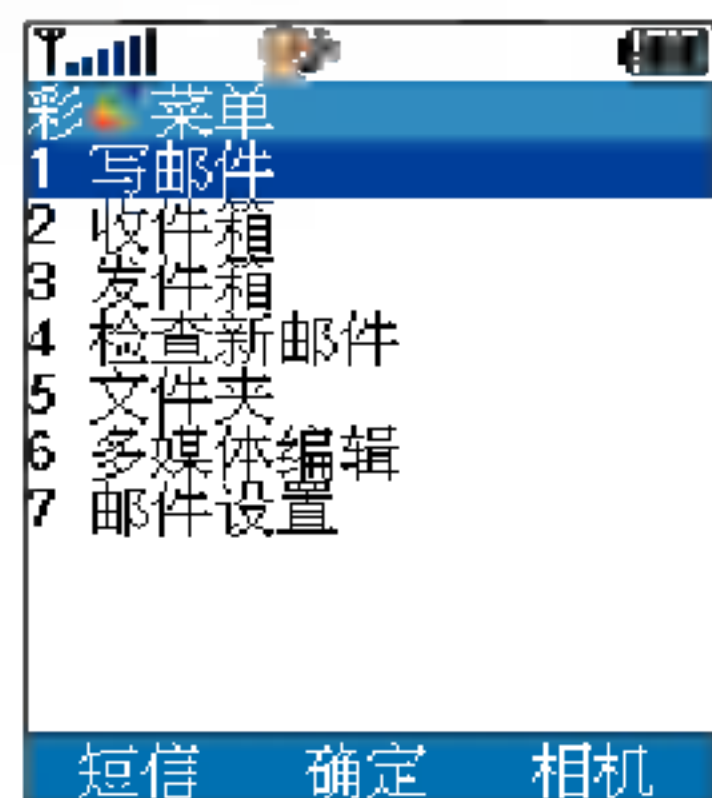 彩e菜单
1 写邮件
2 收件箱
3 发件箱
4 检查新邮件
5 文件夹
6 多媒体编辑
7 邮件设置
短信 确定 相机